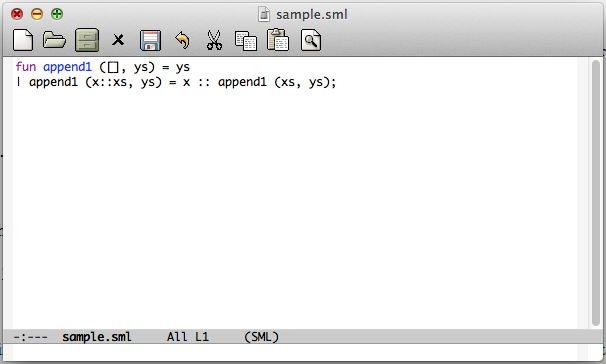 sample.sml
fun append1 ([], ys) = ys
| append1 (x::xs, ys) = x :: append1 (xs, ys);
-:--- sample.sml All L1 (SML)